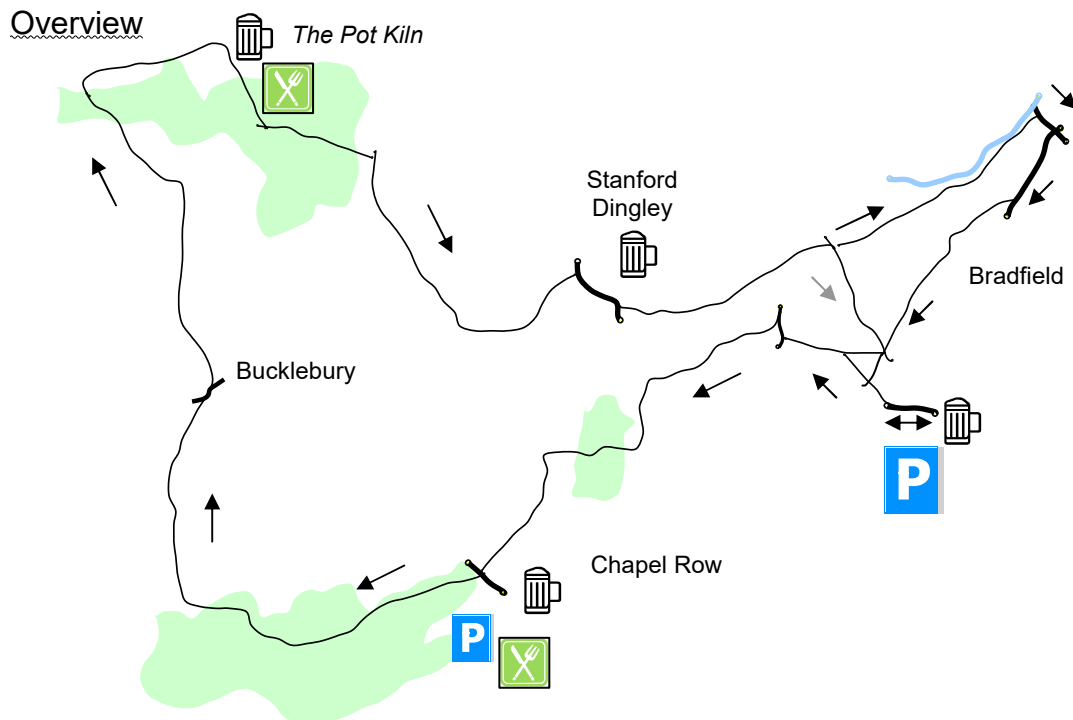 Overview
The Pot Kiln
Stanford
Dingley
Bradfield
Bucklebury
P
Chapel Row
P